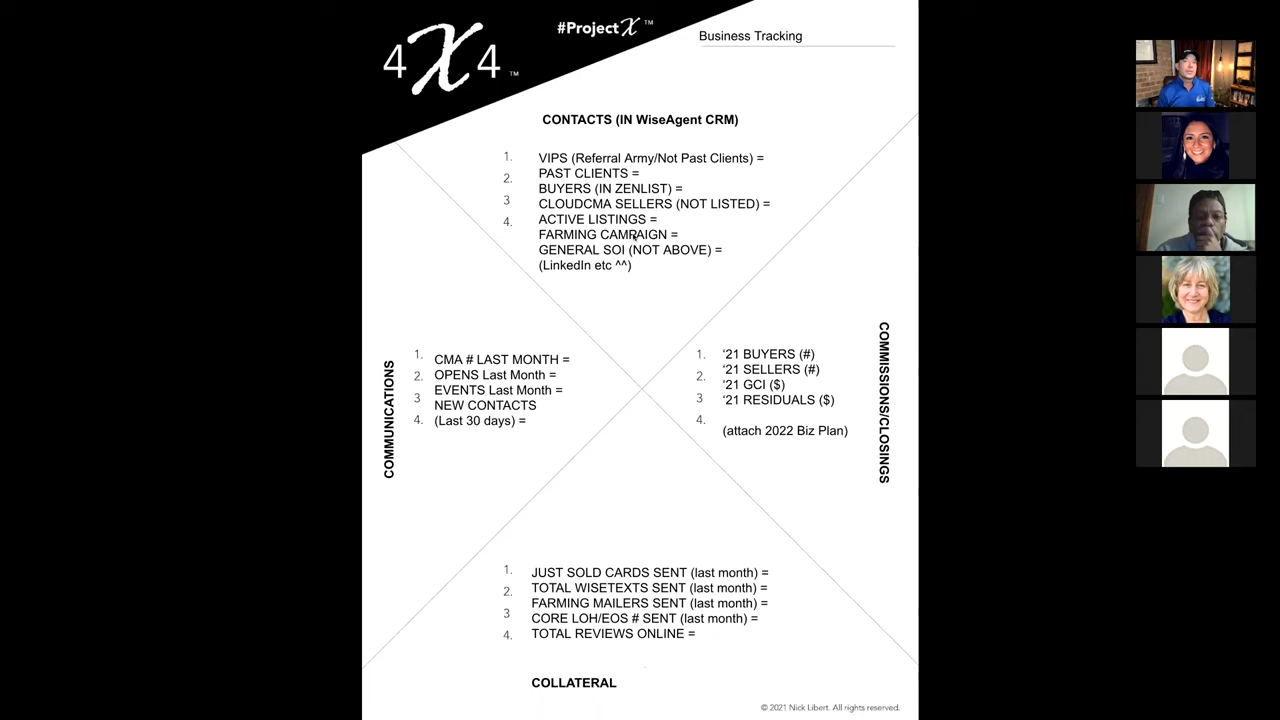 #ProjectX™
4X4™
Business Tracking
CONTACTS (IN WiseAgent CRM)
1. VIPS (Referral Army/Not Past Clients) =
2. PAST CLIENTS =
3 BUYERS (IN ZENLIST) =
4. CLOUDCMA SELLERS (NOT LISTED) =
ACTIVE LISTINGS =
FARMING CAMPAIGN =
GENERAL SOI (NOT ABOVE) =
(LinkedIn etc ^^)
COMMUNICATIONS
1. CMA # LAST MONTH =
2. OPENS Last Month =
3 EVENTS Last Month =
NEW CONTACTS
4. (Last 30 days) =
1. ‘21 BUYERS (#)
2. ‘21 SELLERS (#)
‘21 GCI ($)
3 ‘21 RESIDUALS ($)
4.
(attach 2022 Biz Plan)
COMMISSIONS/CLOSINGS
1. JUST SOLD CARDS SENT (last month) =
2. TOTAL WISETEXTS SENT (last month) =
FARMING MAILERS SENT (last month) =
3 CORE LOH/EOS # SENT (last month) =
4. TOTAL REVIEWS ONLINE =
COLLATERAL
© 2021 Nick Libert. All rights reserved.